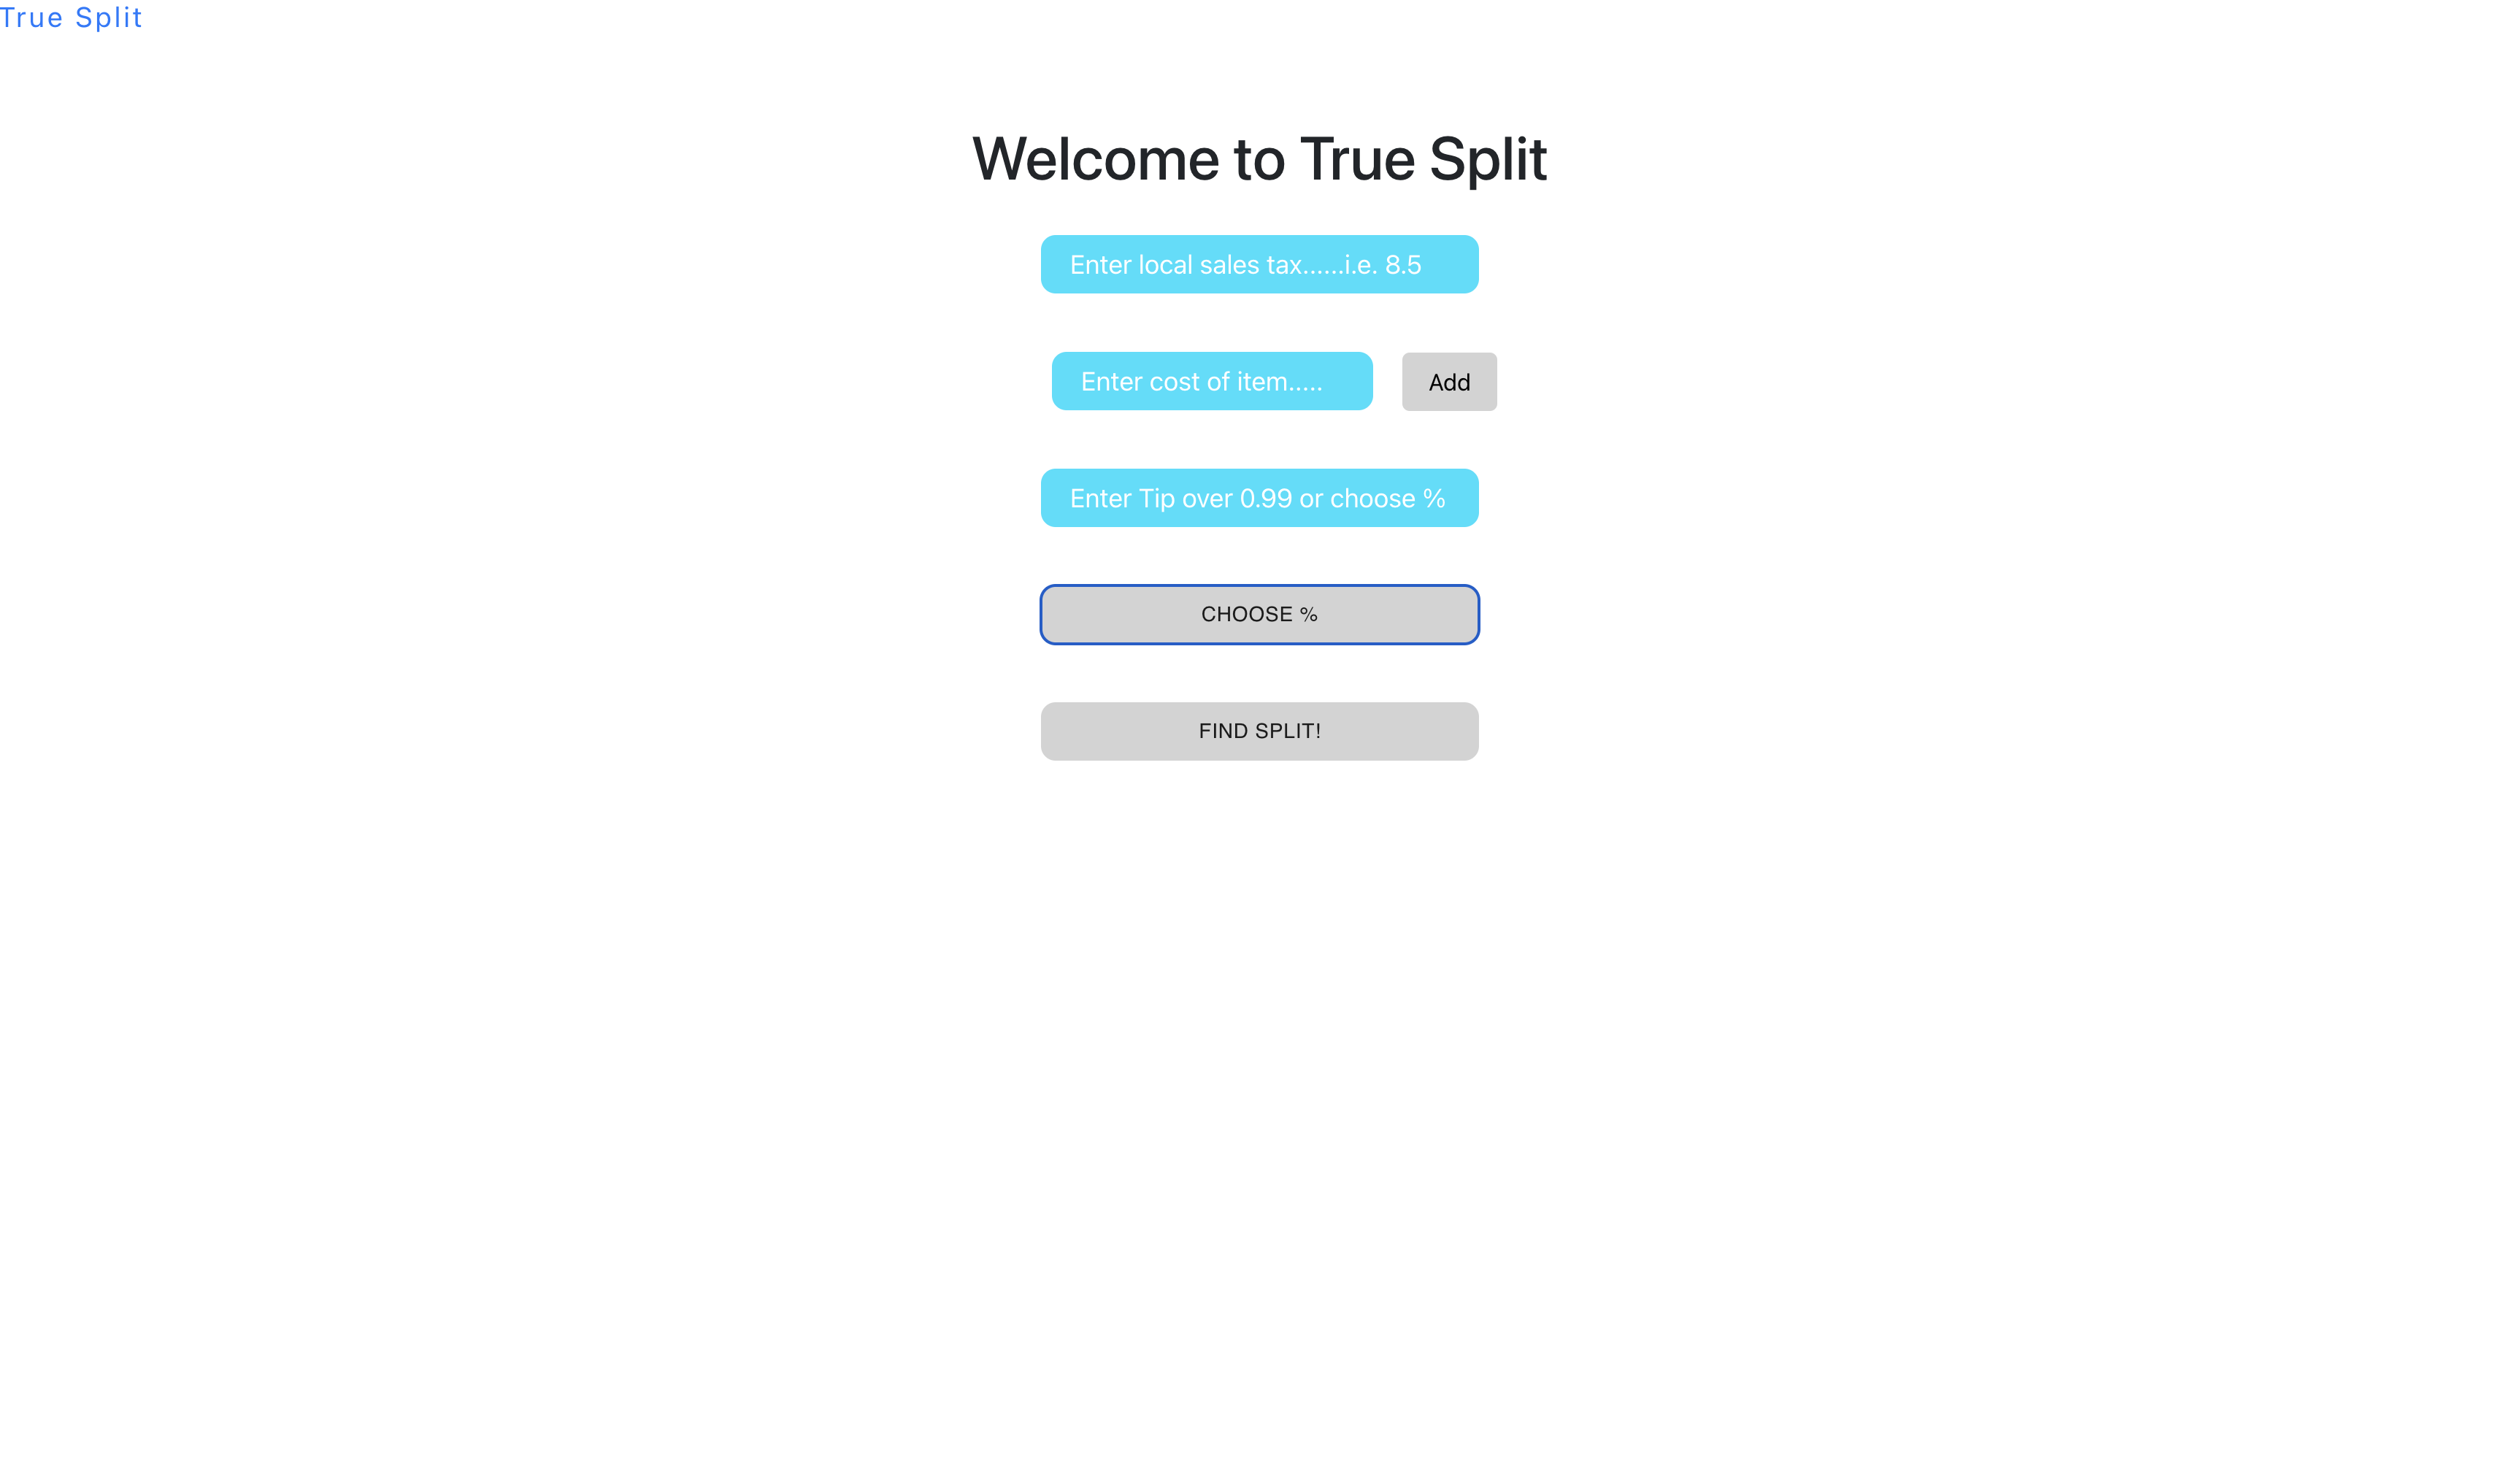 True Split
Welcome to True Split
Enter local sales tax......i.e. 8.5
Enter cost of item.....
Add
Enter Tip over 0.99 or choose %
CHOOSE %
FIND SPLIT!